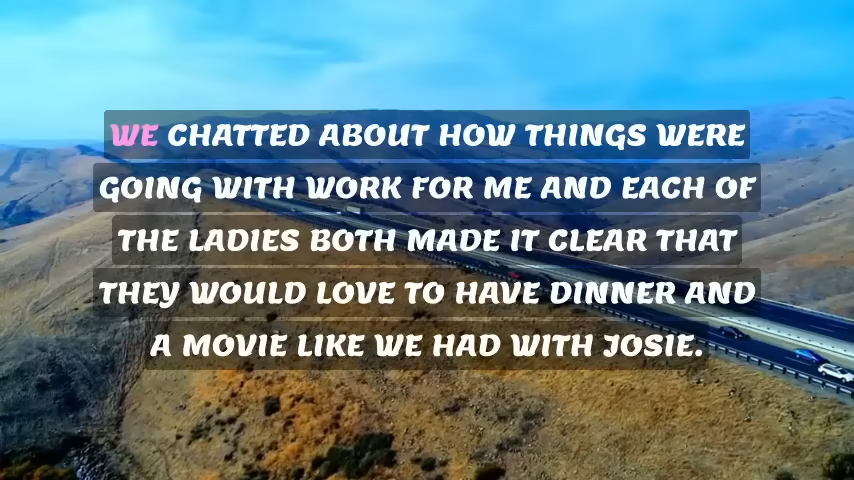 WE CHATTED ABOUT HOW THINGS WERE
GOING WITH WORK FOR ME AND EACH OF
THE LADIES BOTH MADE IT CLEAR THAT
THEY WOULD LOVE TO HAVE DINNER AND
A MOVIE LIKE WE HAD WITH JOSIE.